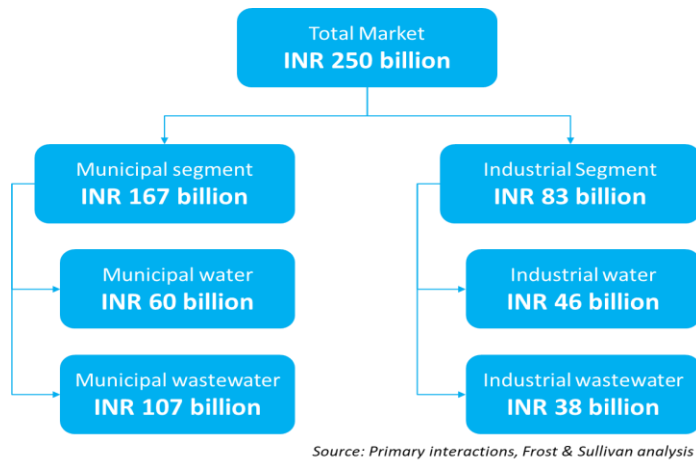 Total Market
INR 250 billion
Municipal segment
INR 167 billion
Industrial Segment
INR 83 billion
Municipal water
INR 60 billion
Industrial water
INR 46 billion
Municipal wastewater
INR 107 billion
Industrial wastewater
INR 38 billion
Source: Primary interactions, Frost & Sullivan analysis